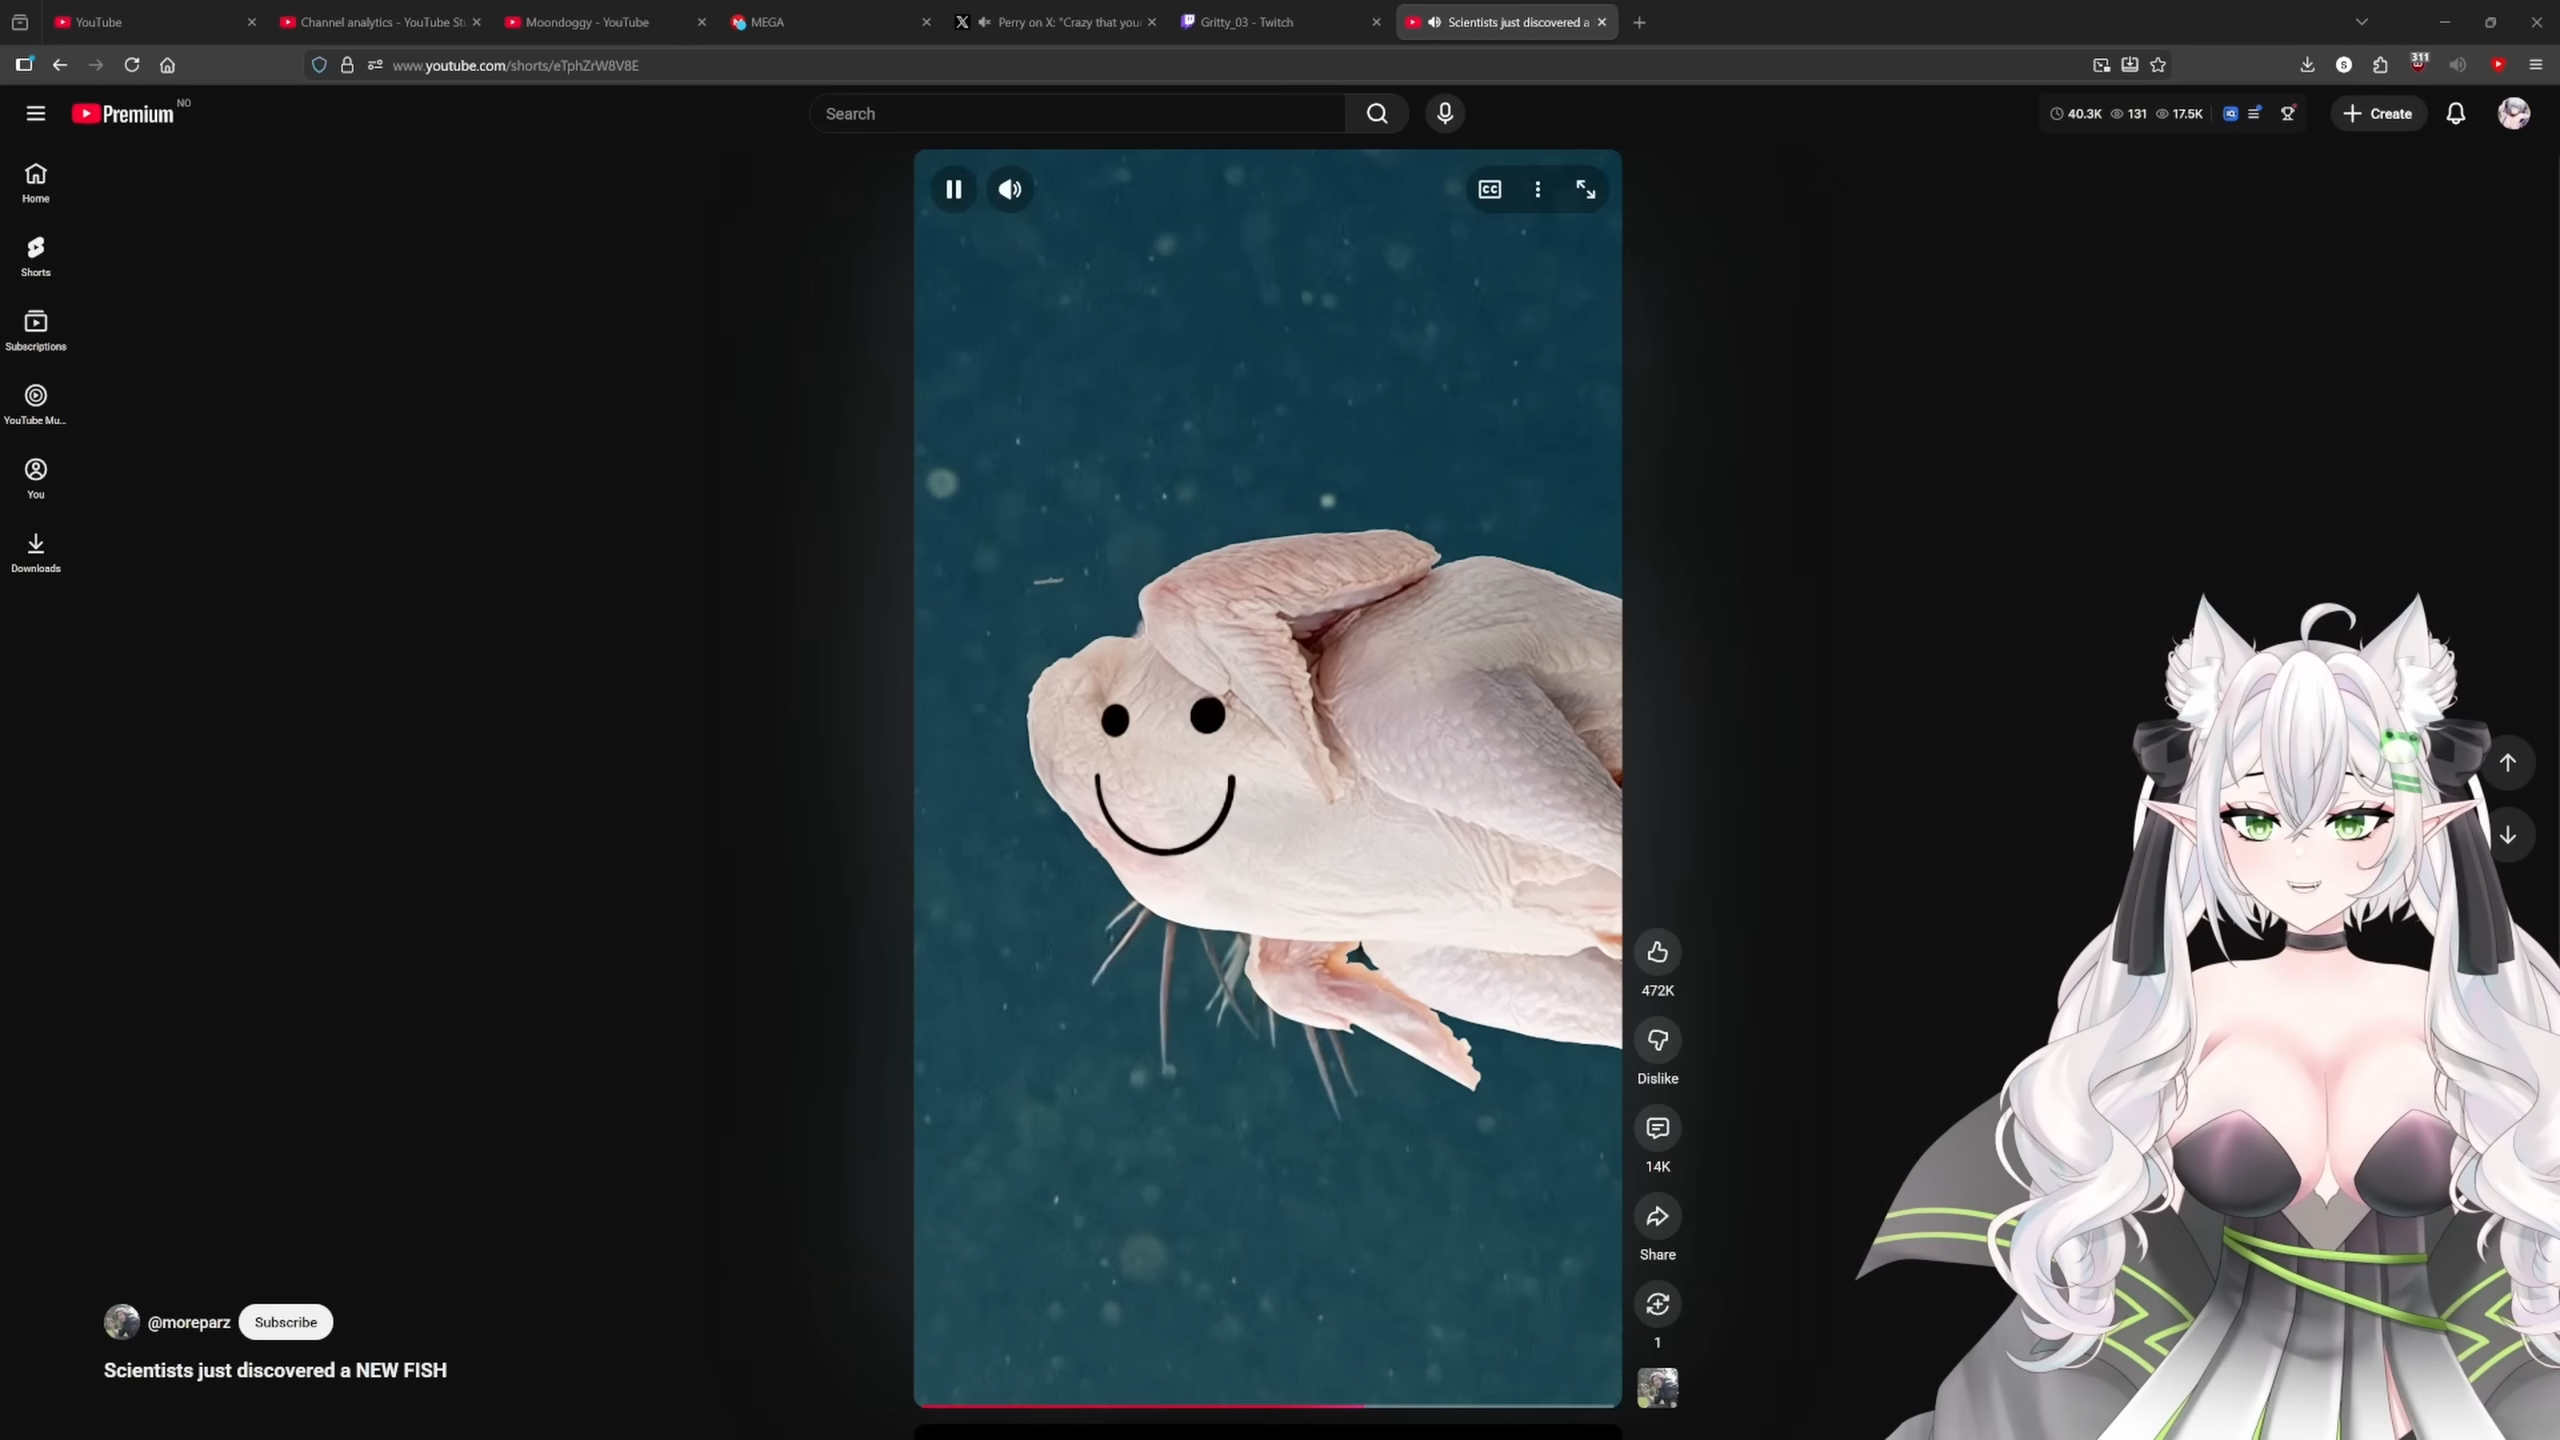 YouTube
Channel analytics - YouTube St
Moondoggy - YouTube
MEGA
Perry on X: "Crazy that you
Gritty_03 - Twitch
Scientists just discovered a
www.youtube.com/shorts/eTphZrW8V8E
311
Premium NO
Search
40.3K 131 17.5K
Create
Home
Shorts
Subscriptions
YouTube Mu...
You
Downloads
CC
472K
Dislike
14K
Share
1
@moreparz Subscribe
Scientists just discovered a NEW FISH